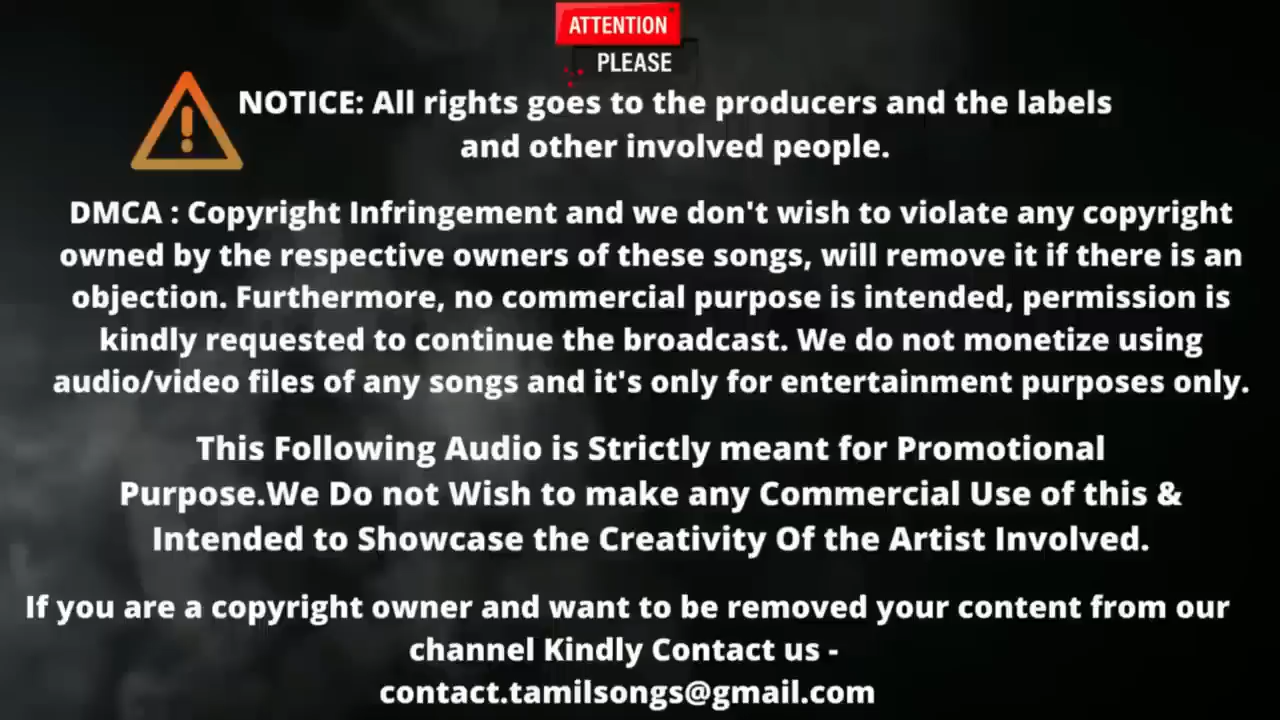 ATTENTION
PLEASE
NOTICE: All rights goes to the producers and the labels
and other involved people.
DMCA : Copyright Infringement and we don't wish to violate any copyright
owned by the respective owners of these songs, will remove it if there is an
objection. Furthermore, no commercial purpose is intended, permission is
kindly requested to continue the broadcast. We do not monetize using
audio/video files of any songs and it's only for entertainment purposes only.
This Following Audio is Strictly meant for Promotional
Purpose.We Do not Wish to make any Commercial Use of this &
Intended to Showcase the Creativity Of the Artist Involved.
If you are a copyright owner and want to be removed your content from our
channel Kindly Contact us -
contact.tamilsongs@gmail.com